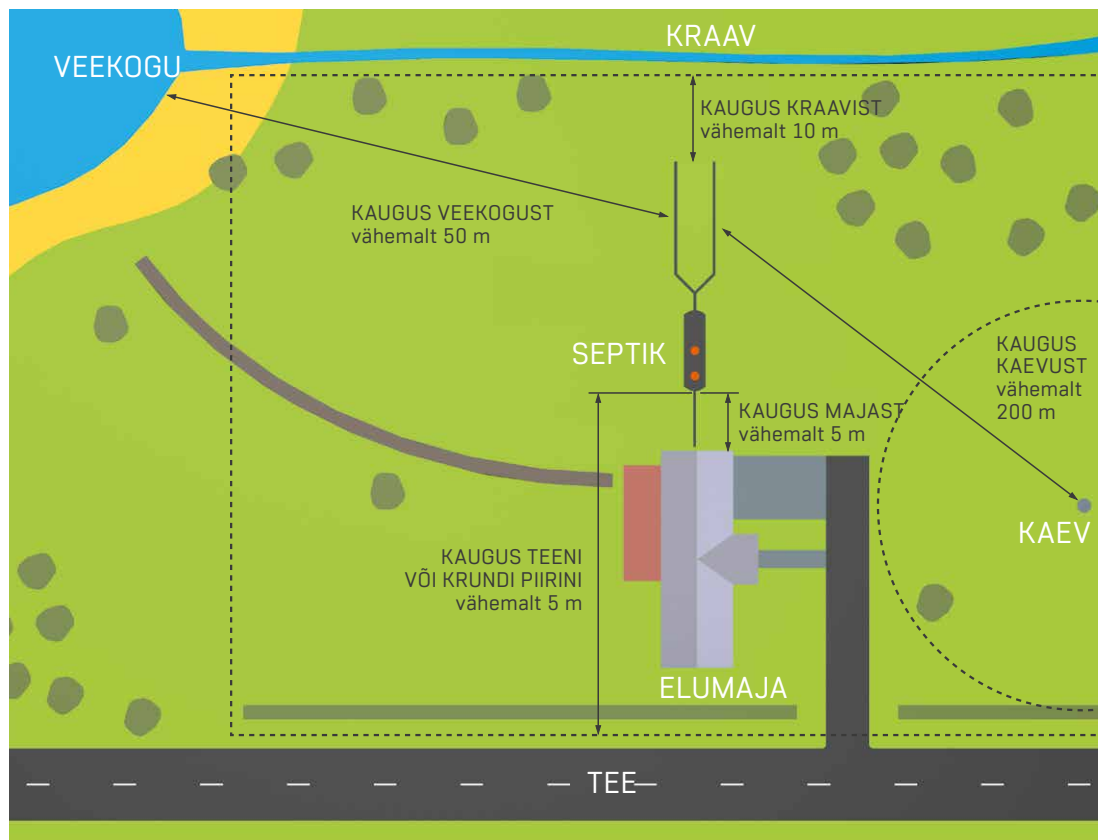 KRAAV
VEEKOGU
KAUGUS KRAAVIST
vähemalt 10 m
KAUGUS VEEKOGUST
vähemalt 50 m
SEPTIK
KAUGUS
KAEVUST
vähemalt
200 m
KAUGUS MAJAST
vähemalt 5 m
KAEV
KAUGUS TEENI
VÕI KRUNDI PIIRINI
vähemalt 5 m
ELUMAJA
TEE